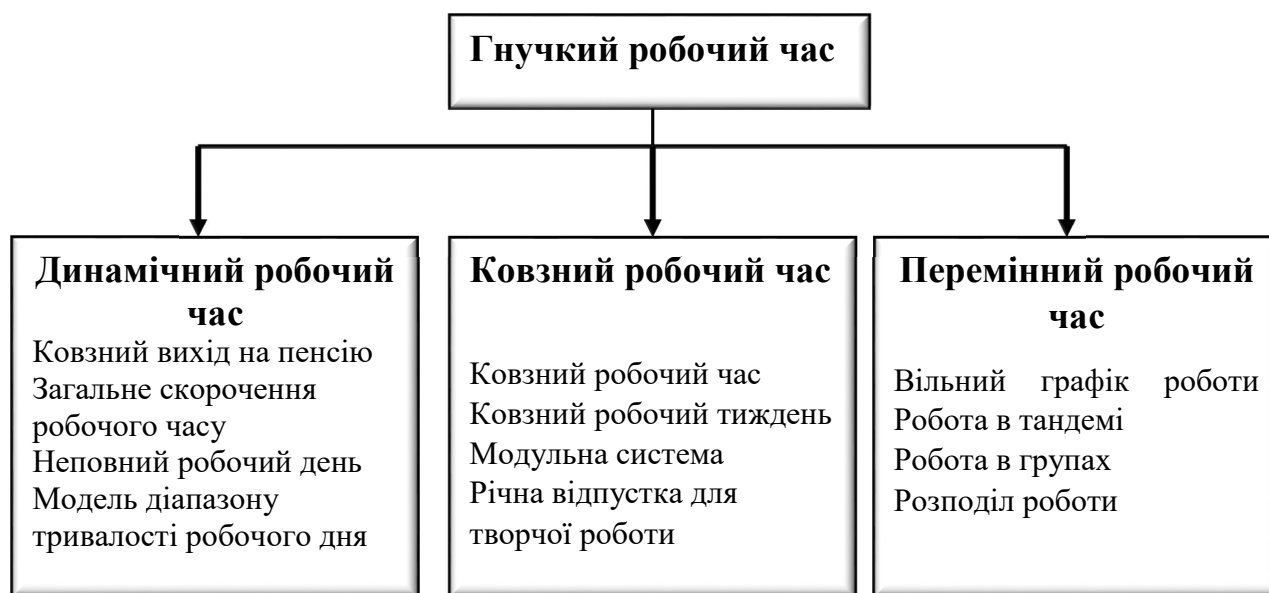 Гнучкий робочий час
Динамічний робочий
час
Ковзний вихід на пенсію
Загальне скорочення
робочого часу
Неповний робочий день
Модель діапазону
тривалості робочого дня
Ковзний робочий час
Ковзний робочий час
Ковзний робочий тиждень
Модульна система
Річна відпустка для
творчої роботи
Перемінний робочий
час
Вільний графік роботи
Робота в тандемі
Робота в групах
Розподіл роботи